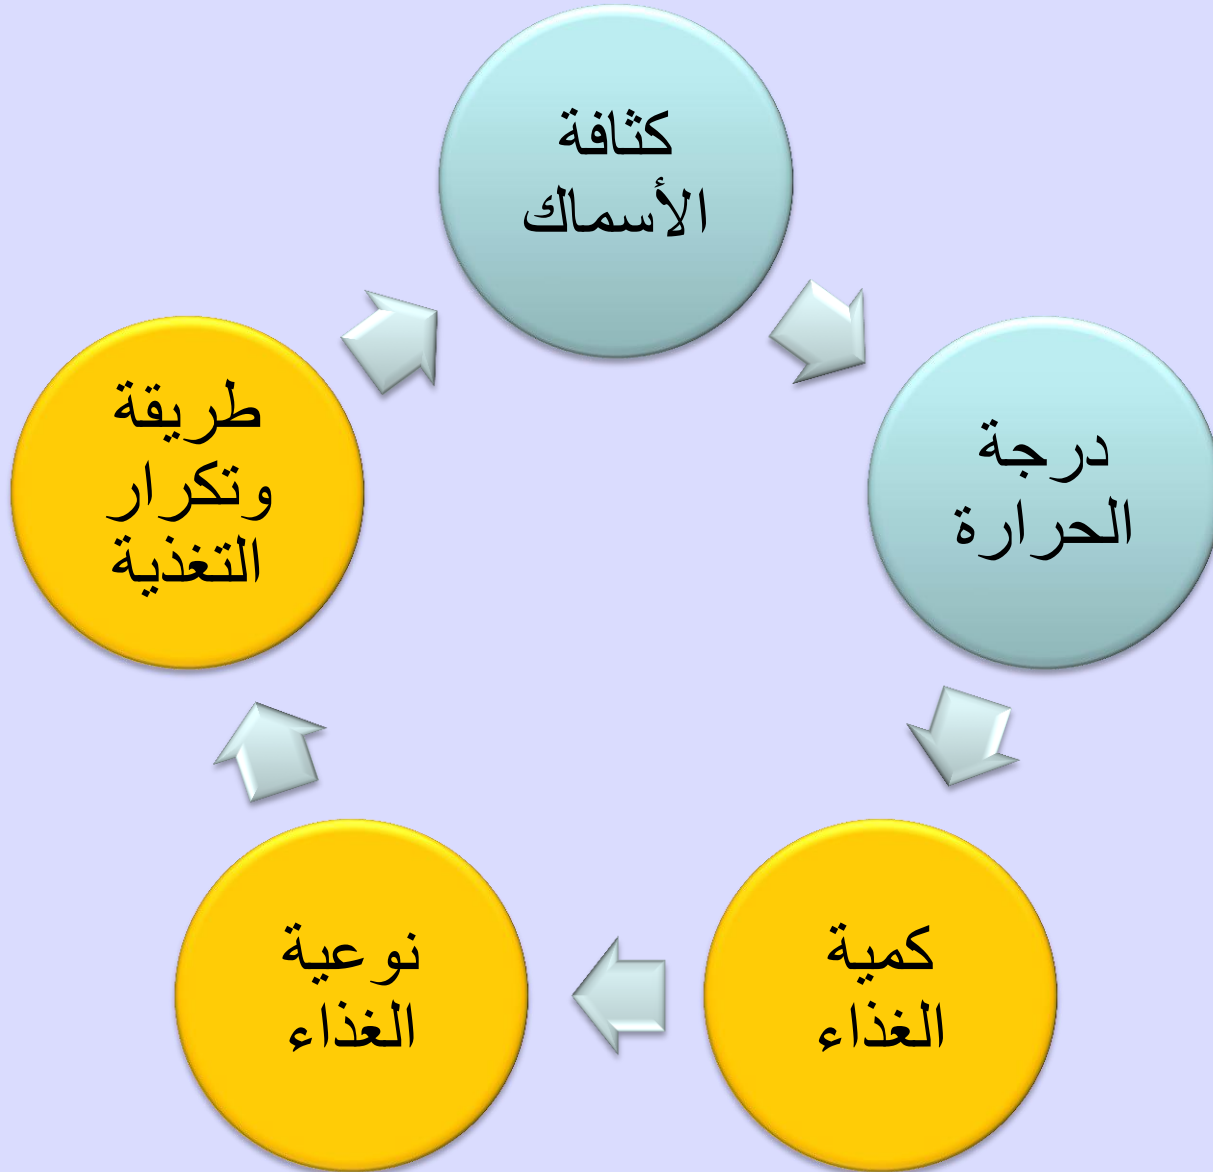 كثافة
الأسماك
درجة
الحرارة
كمية
الغذاء
نوعية
الغذاء
طريقة
وتكرار
التغذية